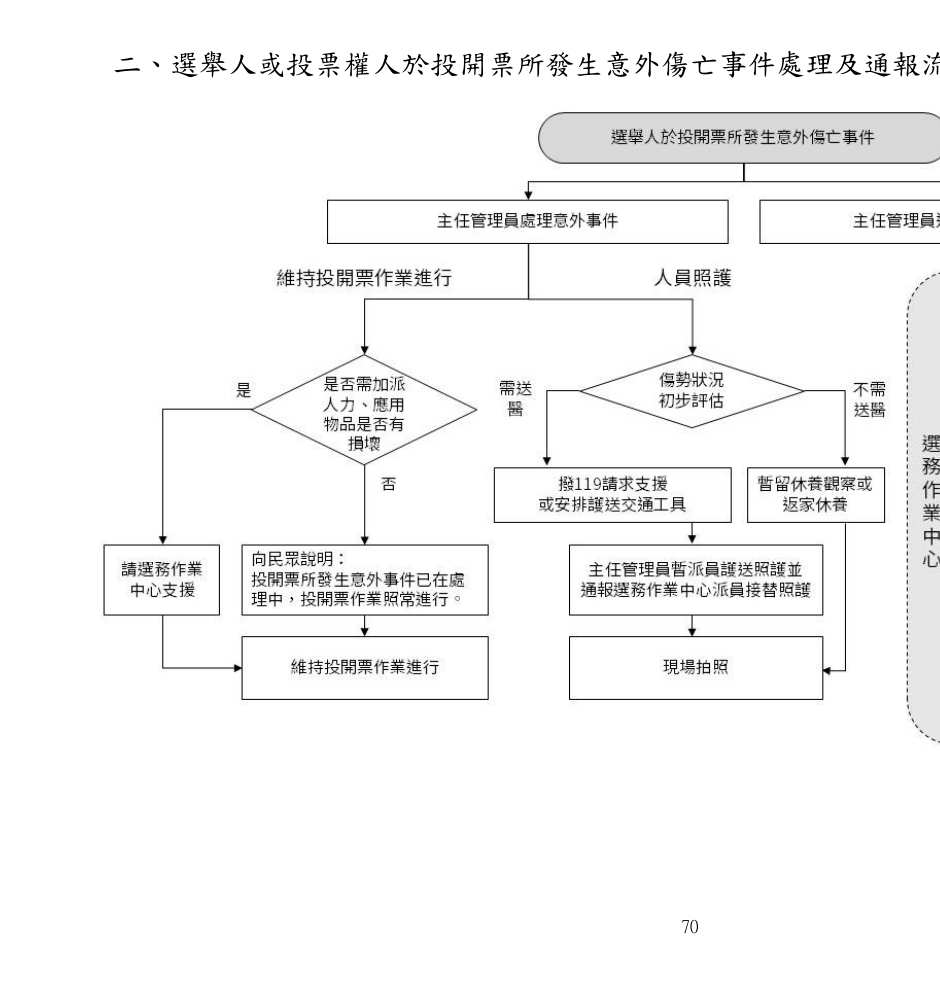 二、選舉人或投票權人於投開票所發生意外傷亡事件處理及通報流
選舉人於投開票所發生意外傷亡事件
主任管理員處理意外事件
主任管理員
維持投開票作業進行
人員照護
是
是否需加派
人力、應用
物品是否有
損壞
否
需送
醫
傷勢狀況
初步評估
不需
送醫
撥119請求支援
或安排護送交通工具
暫留休養觀察或
返家休養
請選務作業
中心支援
向民眾說明：
投開票所發生意外事件已在處
理中，投開票作業照常進行。
主任管理員暫派員護送照護並
通報選務作業中心派員接替照護
維持投開票作業進行
現場拍照
選
務
作
業
中
心
70